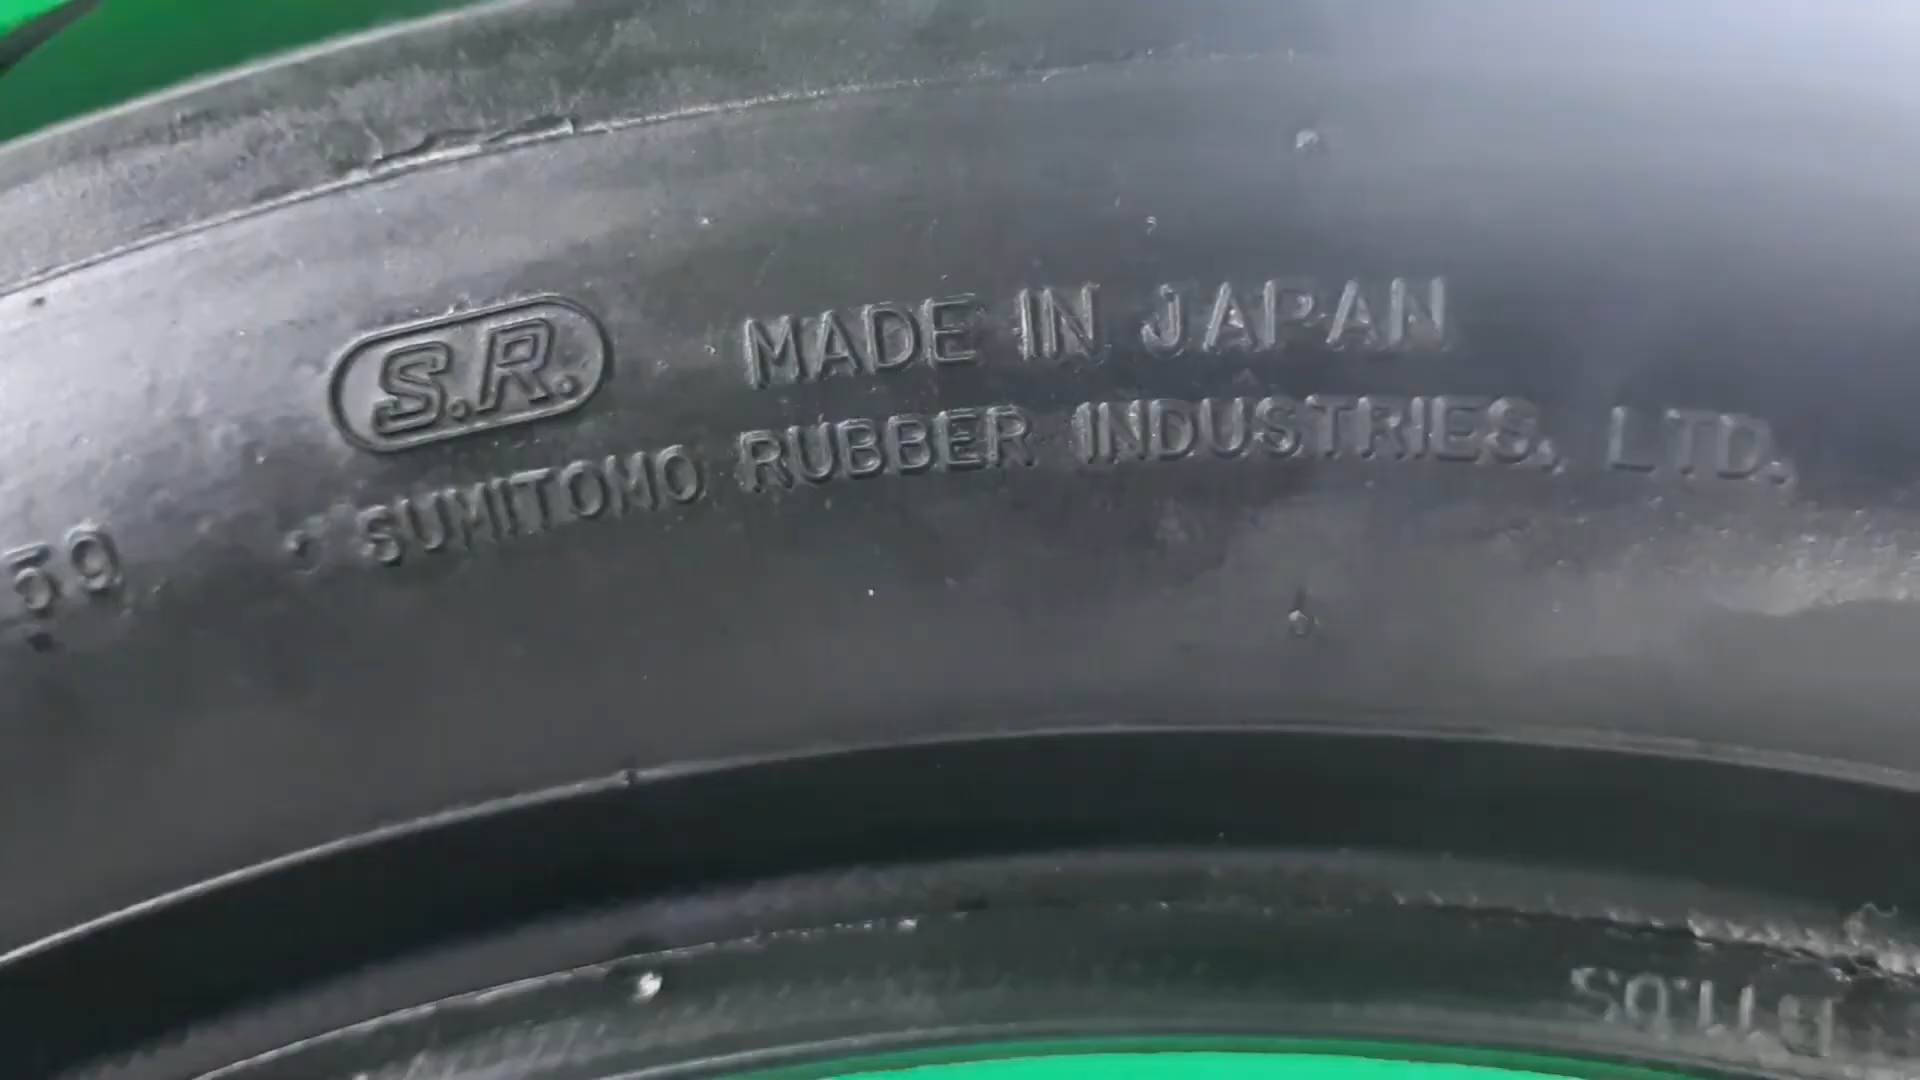 S.R. MADE IN JAPAN
59 SUMITOMO RUBBER INDUSTRIES, LTD.